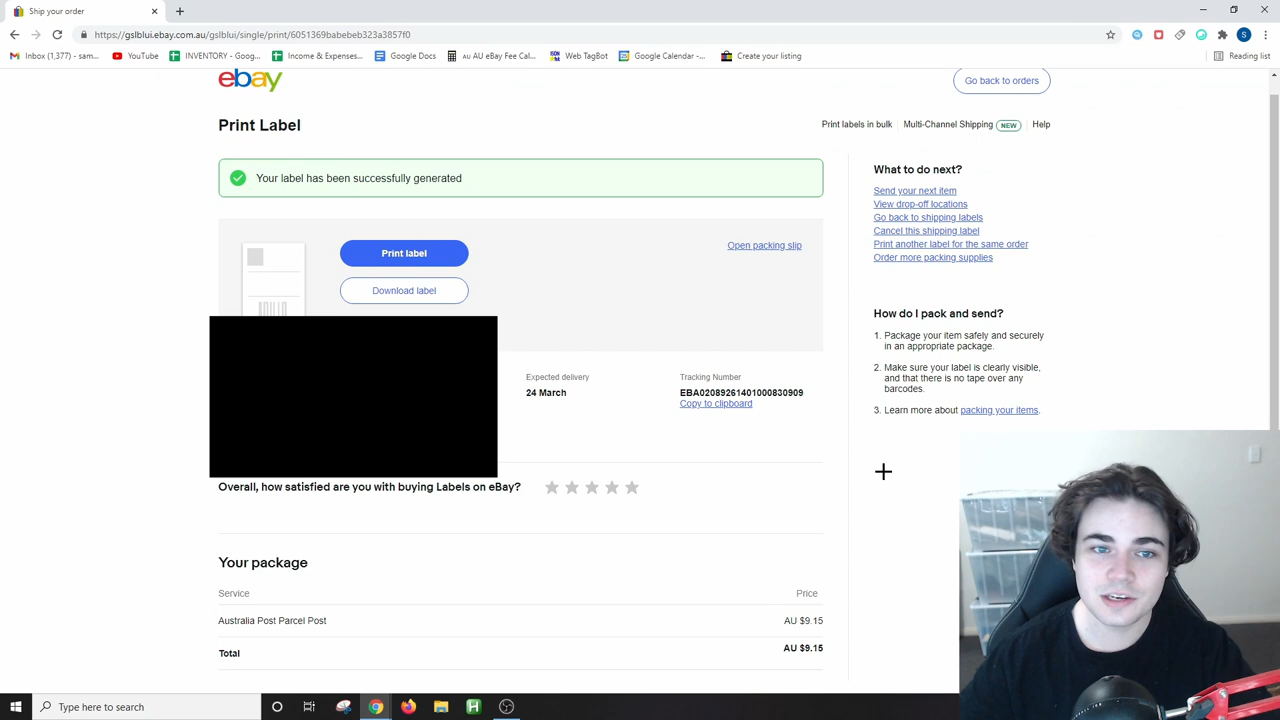 Ship your order
https://gslblui.ebay.com.au/gslblui/single/print/6051369babebeb323a3857f0
Inbox (1,377) - sam... YouTube INVENTORY - Goog... Income & Expenses... Google Docs AU AU eBay Fee Cal... Web TagBot Google Calendar -... Create your listing Reading list
ebay
Go back to orders
Print Label
Print labels in bulk Multi-Channel Shipping NEW Help
Your label has been successfully generated
Print label
Download label
Open packing slip
Expected delivery
24 March
Tracking Number
EBA02089261401000830909
Copy to clipboard
Overall, how satisfied are you with buying Labels on eBay?
Your package
Service Price
Australia Post Parcel Post AU $9.15
Total AU $9.15
What to do next?
Send your next item
View drop-off locations
Go back to shipping labels
Cancel this shipping label
Print another label for the same order
Order more packing supplies
How do I pack and send?
1. Package your item safely and securely
in an appropriate package.
2. Make sure your label is clearly visible,
and that there is no tape over any
barcodes.
3. Learn more about packing your items.
Type here to search